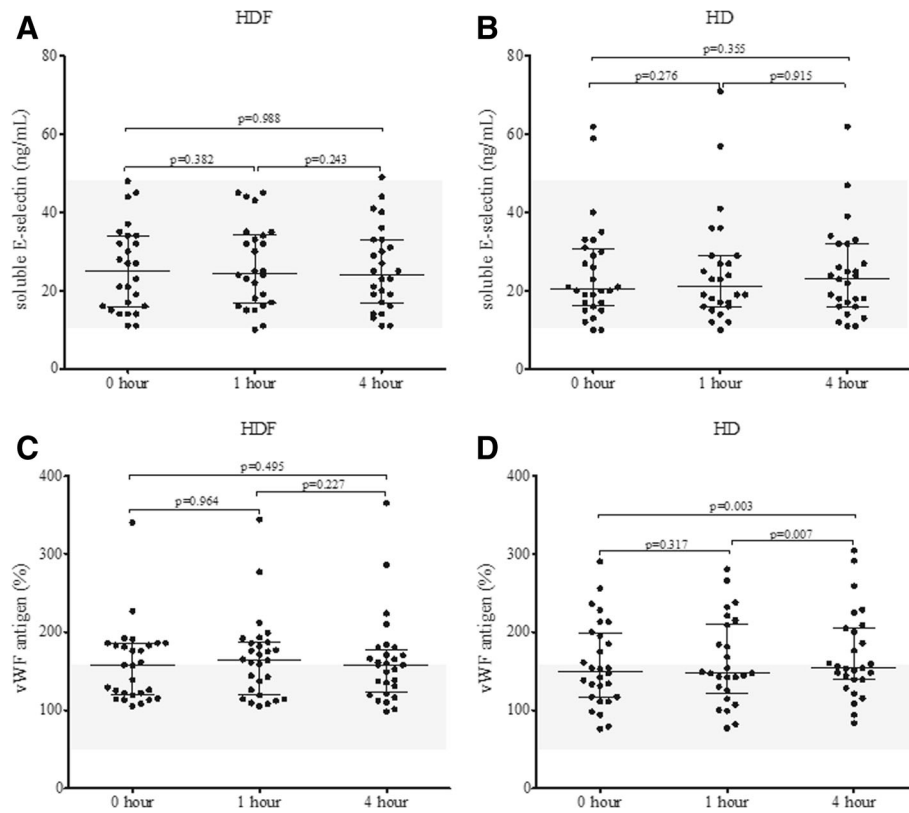 A
HDF
soluble E-selectin (ng/mL)
80
60
40
20
0
p=0.988
p=0.382
p=0.243
0 hour
1 hour
4 hour
B
HD
soluble E-selectin (ng/mL)
80
60
40
20
0
p=0.355
p=0.276
p=0.915
0 hour
1 hour
4 hour
C
HDF
vWF antigen (%)
400
300
200
100
0
p=0.495
p=0.227
p=0.964
0 hour
1 hour
4 hour
D
HD
vWF antigen (%)
400
300
200
100
0
p=0.003
p=0.007
p=0.317
0 hour
1 hour
4 hour